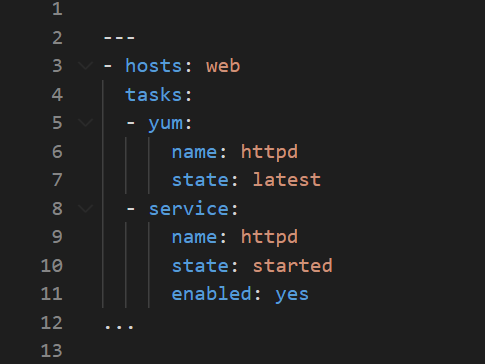 1
2 ---
3 - hosts: web
4   tasks:
5   - yum:
6       name: httpd
7       state: latest
8   - service:
9       name: httpd
10       state: started
11       enabled: yes
12 ...
13